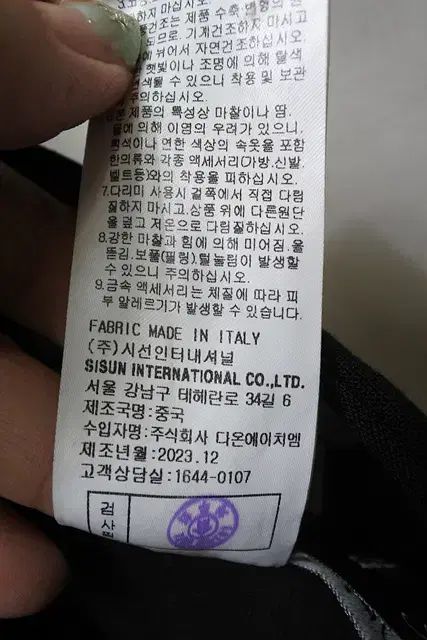 하지 마십시오.
건조는 제품 수축
되므로, 기계건조하지 마시고
뉘어서 자연건조하십시오.
햇빛이나 조명에 의해 탈색
변색될 수 있으니 착용 및 보관
주의하십시오.
제품의 특성상 마찰이나 땀,
물에 의해 이염의 우려가 있으니,
흰색이나 연한 색상의 속옷을 포함
한의류와 각종 액세서리(가방,신발,
벨트등)와의 착용을 피하십시오.
7.다리미 사용시 겉쪽에서 직접 다림
질하지 마시고,상품 위에 다른원단
을 덮고 저온으로 다림질하십시오.
8.강한 마찰과 힘에 의해 미어짐,올
뜯김,보풀(필링),털눌림이 발생할
수 있으니 주의하십시오.
9.금속 액세서리는 체질에 따라 피
부 알레르기가 발생할 수 있습니다.
FABRIC MADE IN ITALY
(주)시선인터내셔널
SISUN INTERNATIONAL CO.,LTD.
서울 강남구 테헤란로 34길 6
제조국명:중국
수입자명:주식회사 다온에이치엠
제조년월:2023.12
고객상담실:1644-0107
검
사